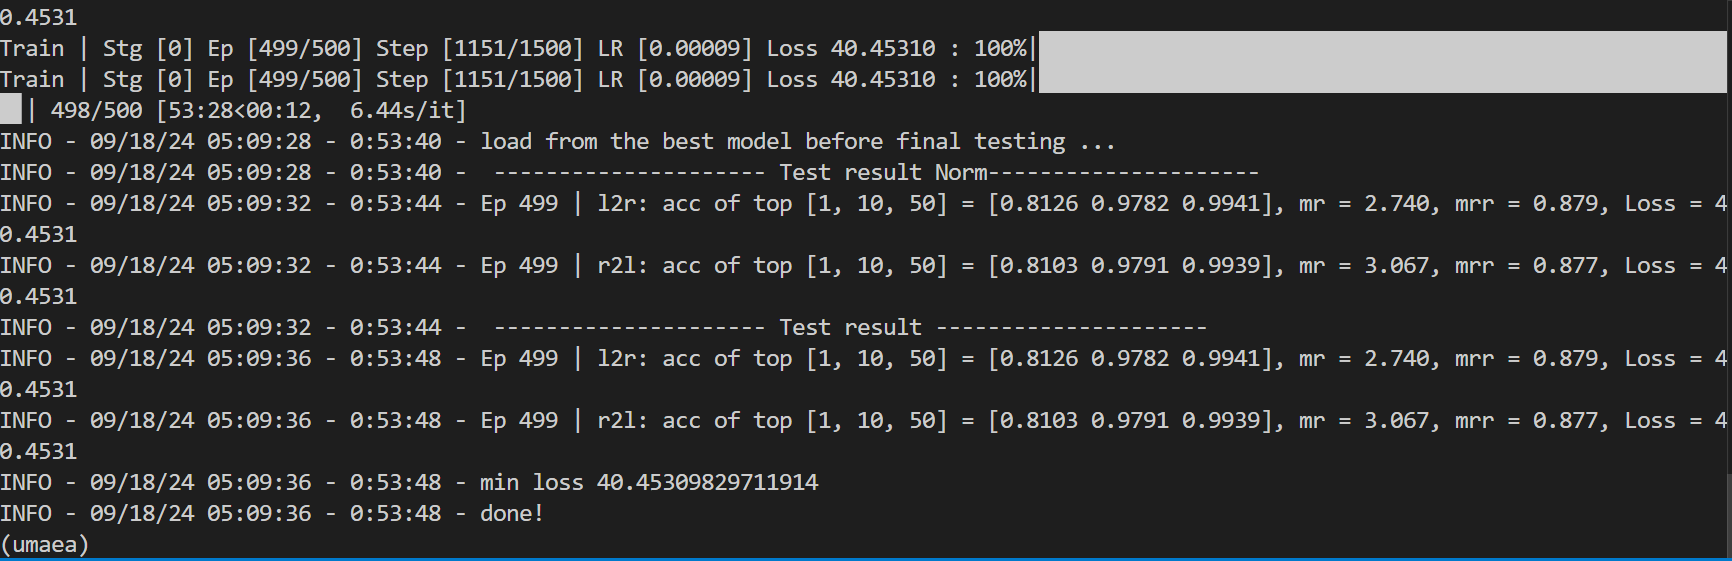 0.4531
Train | Stg [0] Ep [499/500] Step [1151/1500] LR [0.00009] Loss 40.45310 : 100%|
Train | Stg [0] Ep [499/500] Step [1151/1500] LR [0.00009] Loss 40.45310 : 100%|
| 498/500 [53:28<00:12,  6.44s/it]
INFO - 09/18/24 05:09:28 - 0:53:40 - load from the best model before final testing ...
INFO - 09/18/24 05:09:28 - 0:53:40 -  --------------------- Test result Norm---------------------
INFO - 09/18/24 05:09:32 - 0:53:44 - Ep 499 | l2r: acc of top [1, 10, 50] = [0.8126 0.9782 0.9941], mr = 2.740, mrr = 0.879, Loss = 4
0.4531
INFO - 09/18/24 05:09:32 - 0:53:44 - Ep 499 | r2l: acc of top [1, 10, 50] = [0.8103 0.9791 0.9939], mr = 3.067, mrr = 0.877, Loss = 4
0.4531
INFO - 09/18/24 05:09:32 - 0:53:44 -  --------------------- Test result ---------------------
INFO - 09/18/24 05:09:36 - 0:53:48 - Ep 499 | l2r: acc of top [1, 10, 50] = [0.8126 0.9782 0.9941], mr = 2.740, mrr = 0.879, Loss = 4
0.4531
INFO - 09/18/24 05:09:36 - 0:53:48 - Ep 499 | r2l: acc of top [1, 10, 50] = [0.8103 0.9791 0.9939], mr = 3.067, mrr = 0.877, Loss = 4
0.4531
INFO - 09/18/24 05:09:36 - 0:53:48 - min loss 40.45309829711914
INFO - 09/18/24 05:09:36 - 0:53:48 - done!
(umaea)